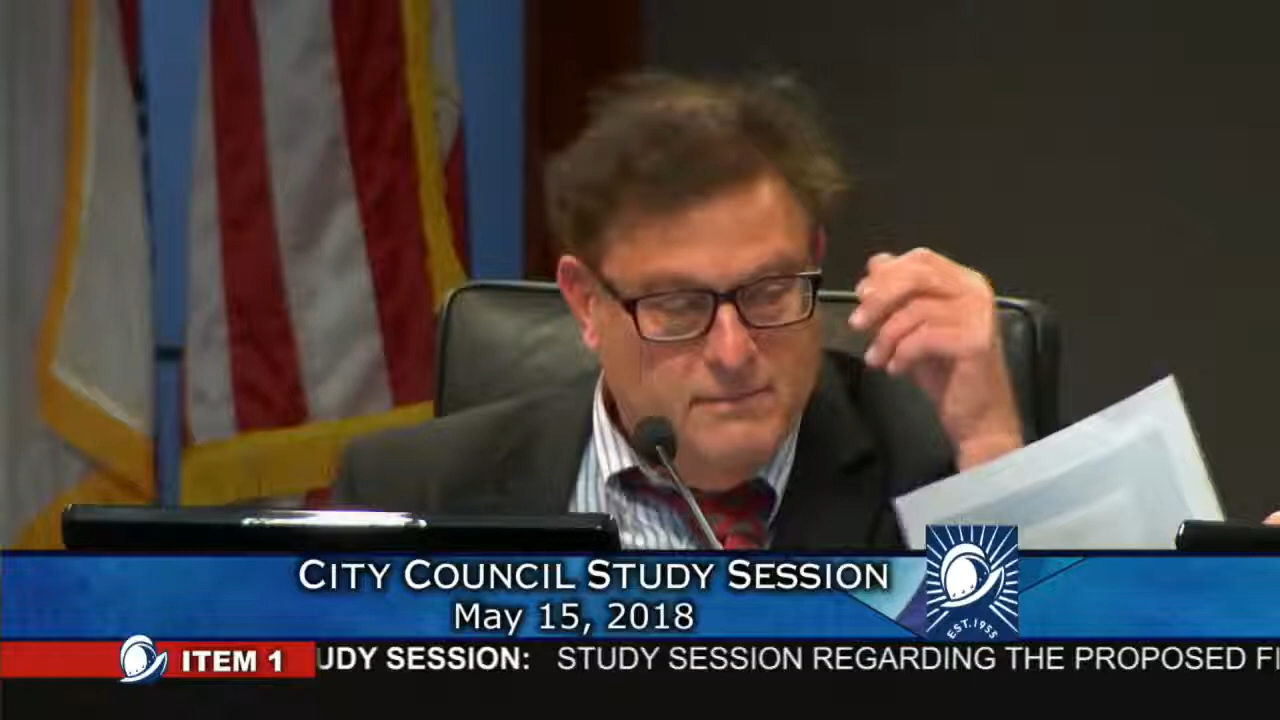 CITY COUNCIL STUDY SESSION
May 15, 2018
EST. 1955
ITEM 1 UDY SESSION: STUDY SESSION REGARDING THE PROPOSED FI